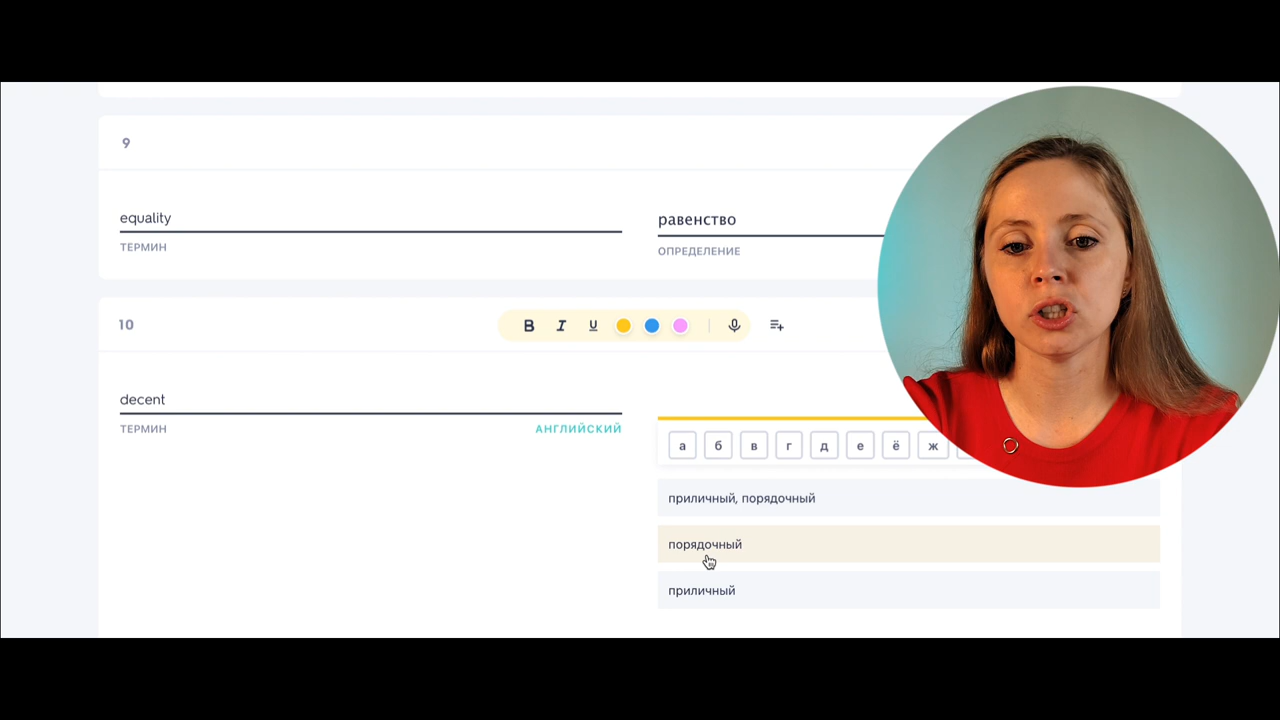 9
equality
равенство
ТЕРМИН
ОПРЕДЕЛЕНИЕ
10
B I U
decent
ТЕРМИН
АНГЛИЙСКИЙ
а б в г д е ё ж
приличный, порядочный
порядочный
приличный